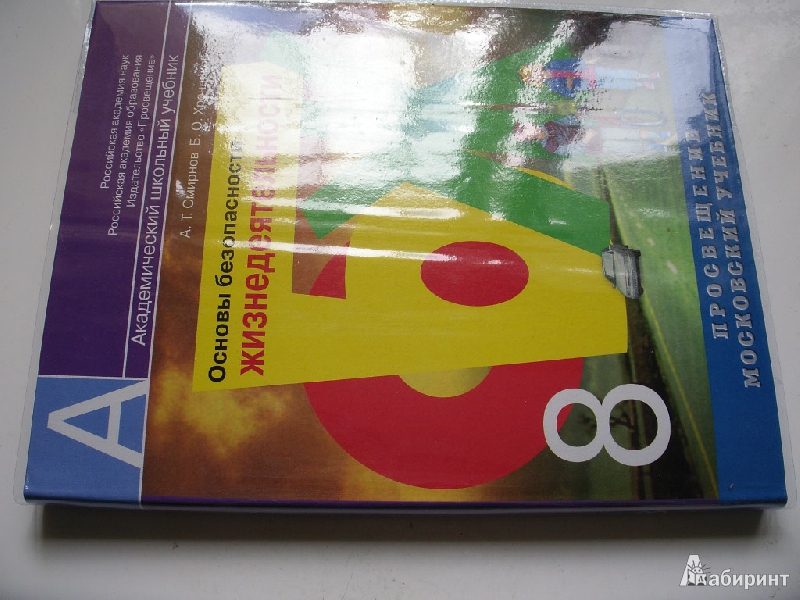 А
Российская академия наук
Российская академия образования
Издательство «Просвещение»
Академический школьный учебник
А. Т. Смирнов Б. О.
Основы безопасности
жизнедеятельности
8
ПРОСВЕЩЕНИЕ
МОСКОВСКИЙ УЧЕБНИК
Лабиринт